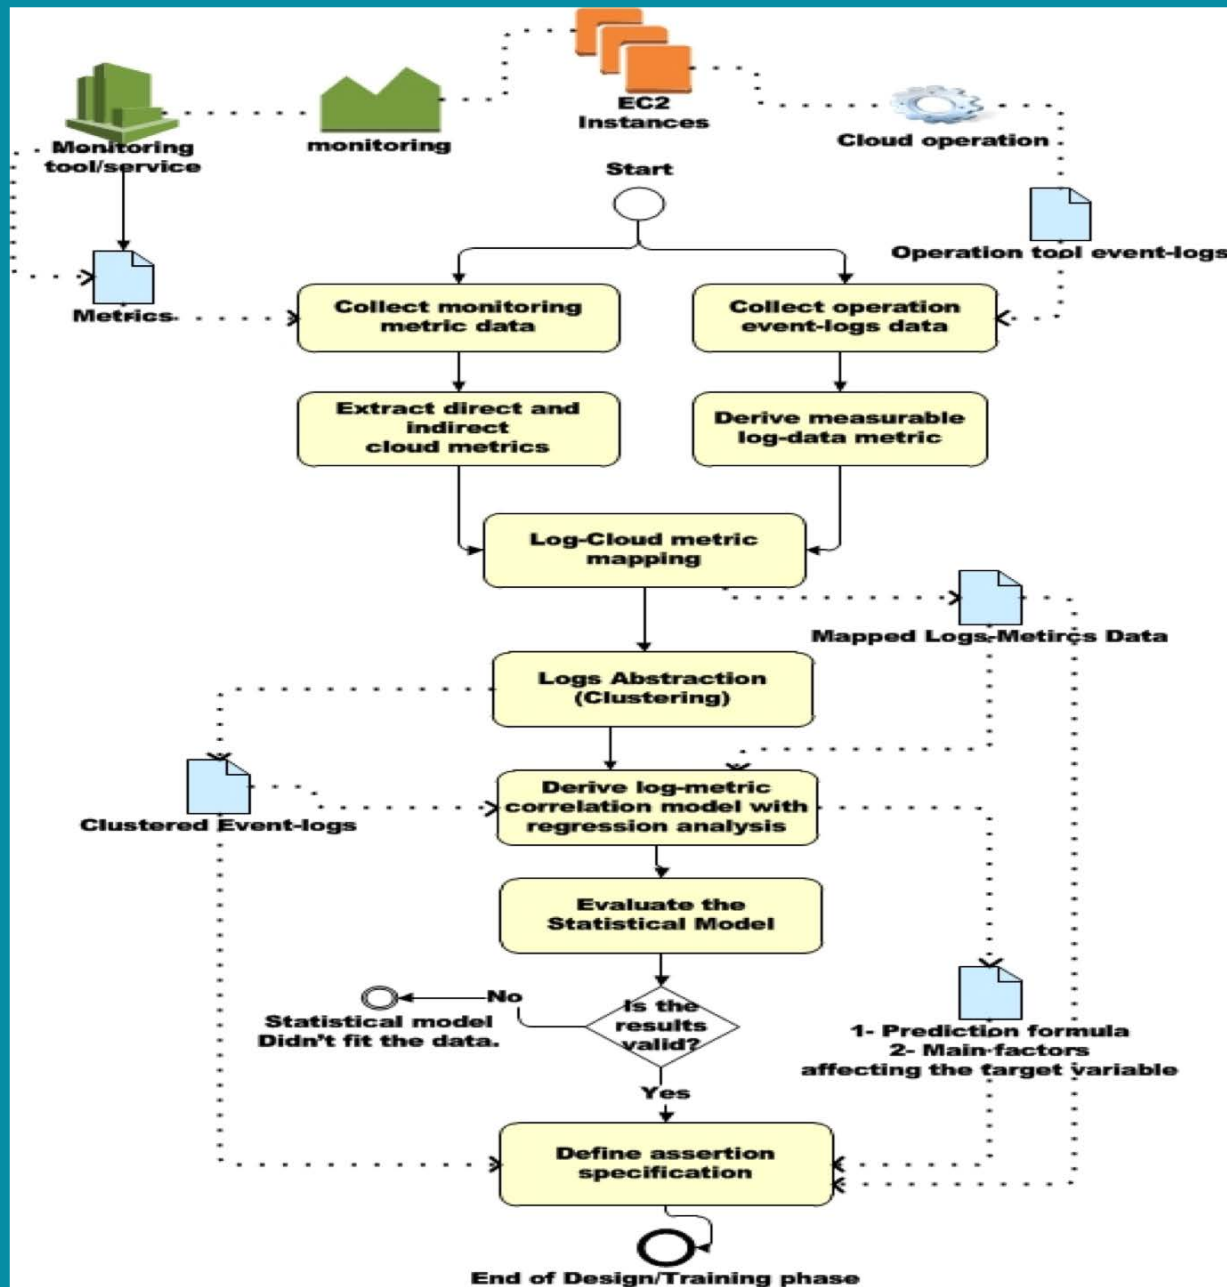 EC2
Instances
Monitoring
tool/service
monitoring
Cloud operation
Start
Operation tool event-logs
Metrics
Collect monitoring
metric data
Collect operation
event-logs data
Extract direct and
indirect
cloud metrics
Derive measurable
log-data metric
Log-Cloud metric
mapping
Mapped Logs-Metircs Data
Logs Abstraction
(Clustering)
Clustered Event-logs
Derive log-metric
correlation model with
regression analysis
Evaluate the
Statistical Model
No
Statistical model
Didn't fit the data.
Is the
results
valid?
1- Prediction formula
2- Main factors
affecting the target variable
Yes
Define assertion
specification
End of Design/Training phase